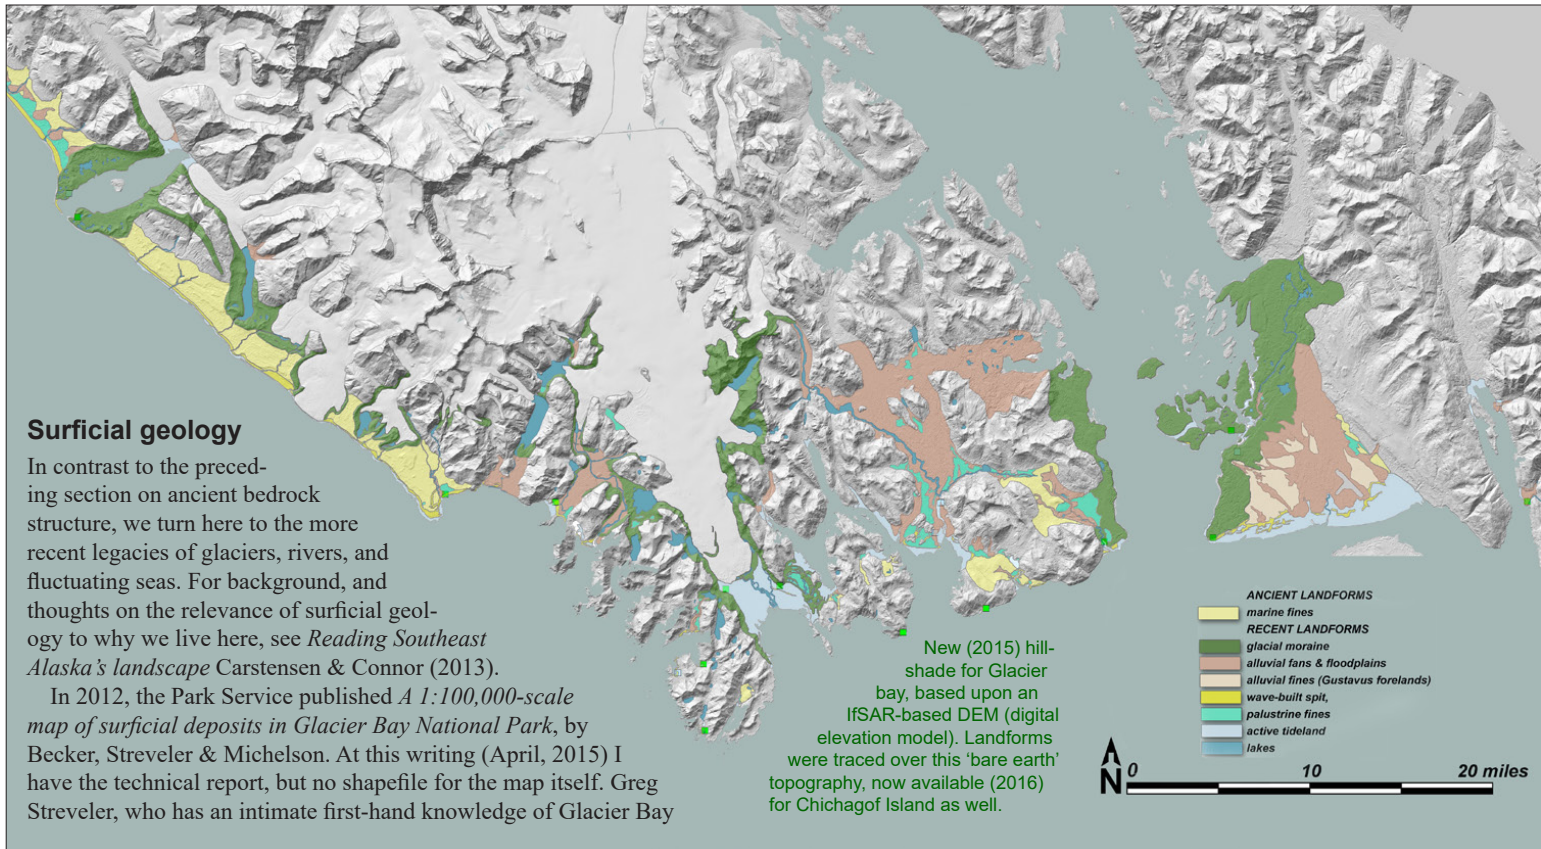 Surficial geology
In contrast to the preced-
ing section on ancient bedrock
structure, we turn here to the more
recent legacies of glaciers, rivers, and
fluctuating seas. For background, and
thoughts on the relevance of surficial geol-
ogy to why we live here, see Reading Southeast
Alaska’s landscape Carstensen & Connor (2013).
In 2012, the Park Service published A 1:100,000-scale
map of surficial deposits in Glacier Bay National Park, by
Becker, Streveler & Michelson. At this writing (April, 2015) I
have the technical report, but no shapefile for the map itself. Greg
Streveler, who has an intimate first-hand knowledge of Glacier Bay
New (2015) hill-
shade for Glacier
bay, based upon an
IfSAR-based DEM (digital
elevation model). Landforms
were traced over this ‘bare earth’
topography, now available (2016)
for Chichagof Island as well.
ANCIENT LANDFORMS
marine fines
RECENT LANDFORMS
glacial moraine
alluvial fans & floodplains
alluvial fines (Gustavus forelands)
wave-built spit,
palustrine fines
active tideland
lakes
N
0 10 20 miles